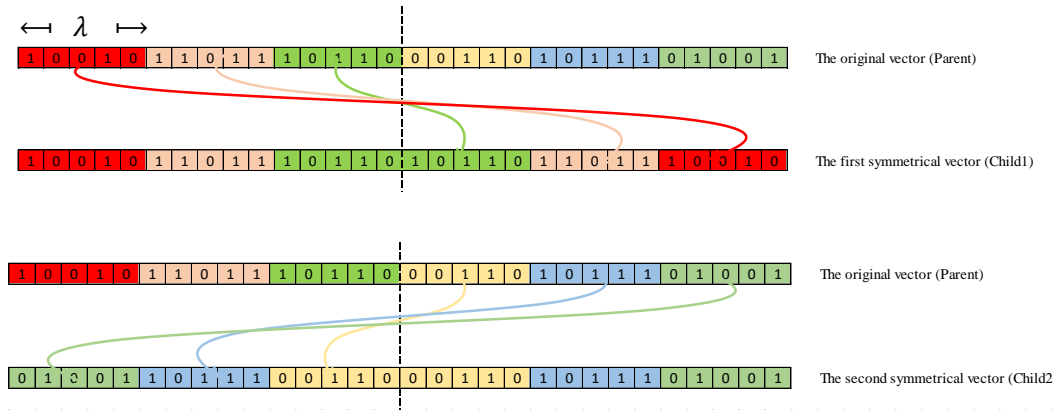 λ
1 0 0 1 0 1 1 0 1 1 1 0 1 1 0 0 0 1 1 0 1 0 1 1 1 0 1 0 0 1 The original vector (Parent)
1 0 0 1 0 1 1 0 1 1 1 0 1 1 0 1 0 1 1 0 1 1 0 1 1 1 0 0 1 0 The first symmetrical vector (Child1)
1 0 0 1 0 1 1 0 1 1 1 0 1 1 0 0 0 1 1 0 1 0 1 1 1 0 1 0 0 1 The original vector (Parent)
0 1 0 0 1 1 0 1 1 1 0 0 1 1 0 0 0 1 1 0 1 0 1 1 1 0 1 0 0 1 The second symmetrical vector (Child2